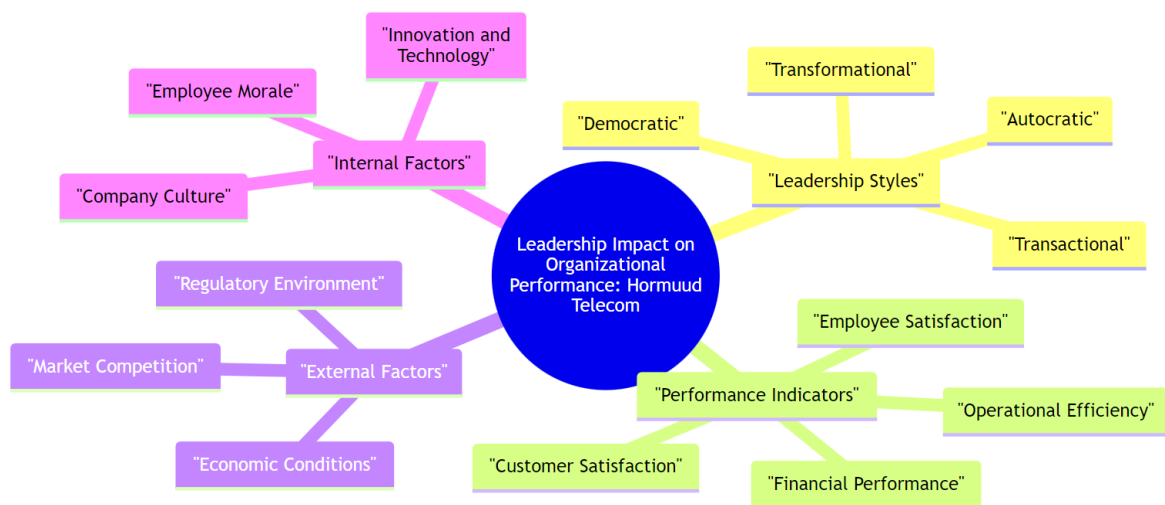 "Innovation and
Technology"
"Employee Morale"
"Internal Factors"
"Company Culture"
"Transformational"
"Democratic"
"Autocratic"
"Leadership Styles"
"Transactional"
Leadership Impact on
Organizational
Performance: Hormuud
Telecom
"Regulatory Environment"
"Market Competition"
"External Factors"
"Economic Conditions"
"Employee Satisfaction"
"Performance Indicators"
"Operational Efficiency"
"Customer Satisfaction"
"Financial Performance"